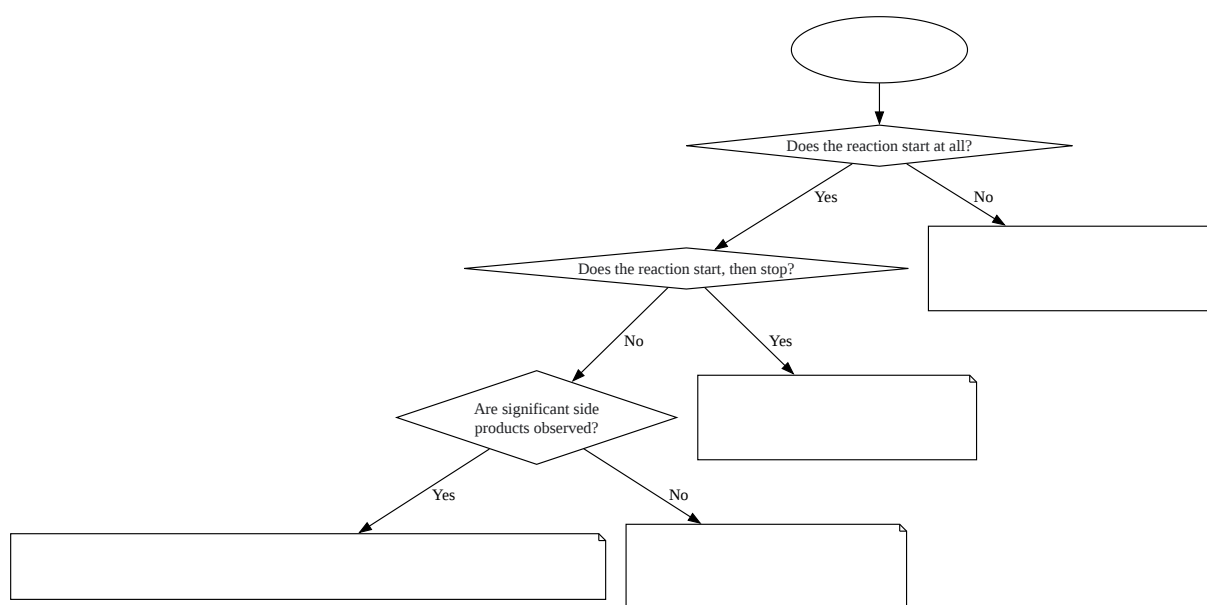 Does the reaction start at all?
Yes
No
Does the reaction start, then stop?
No
Yes
Are significant side
products observed?
Yes
No